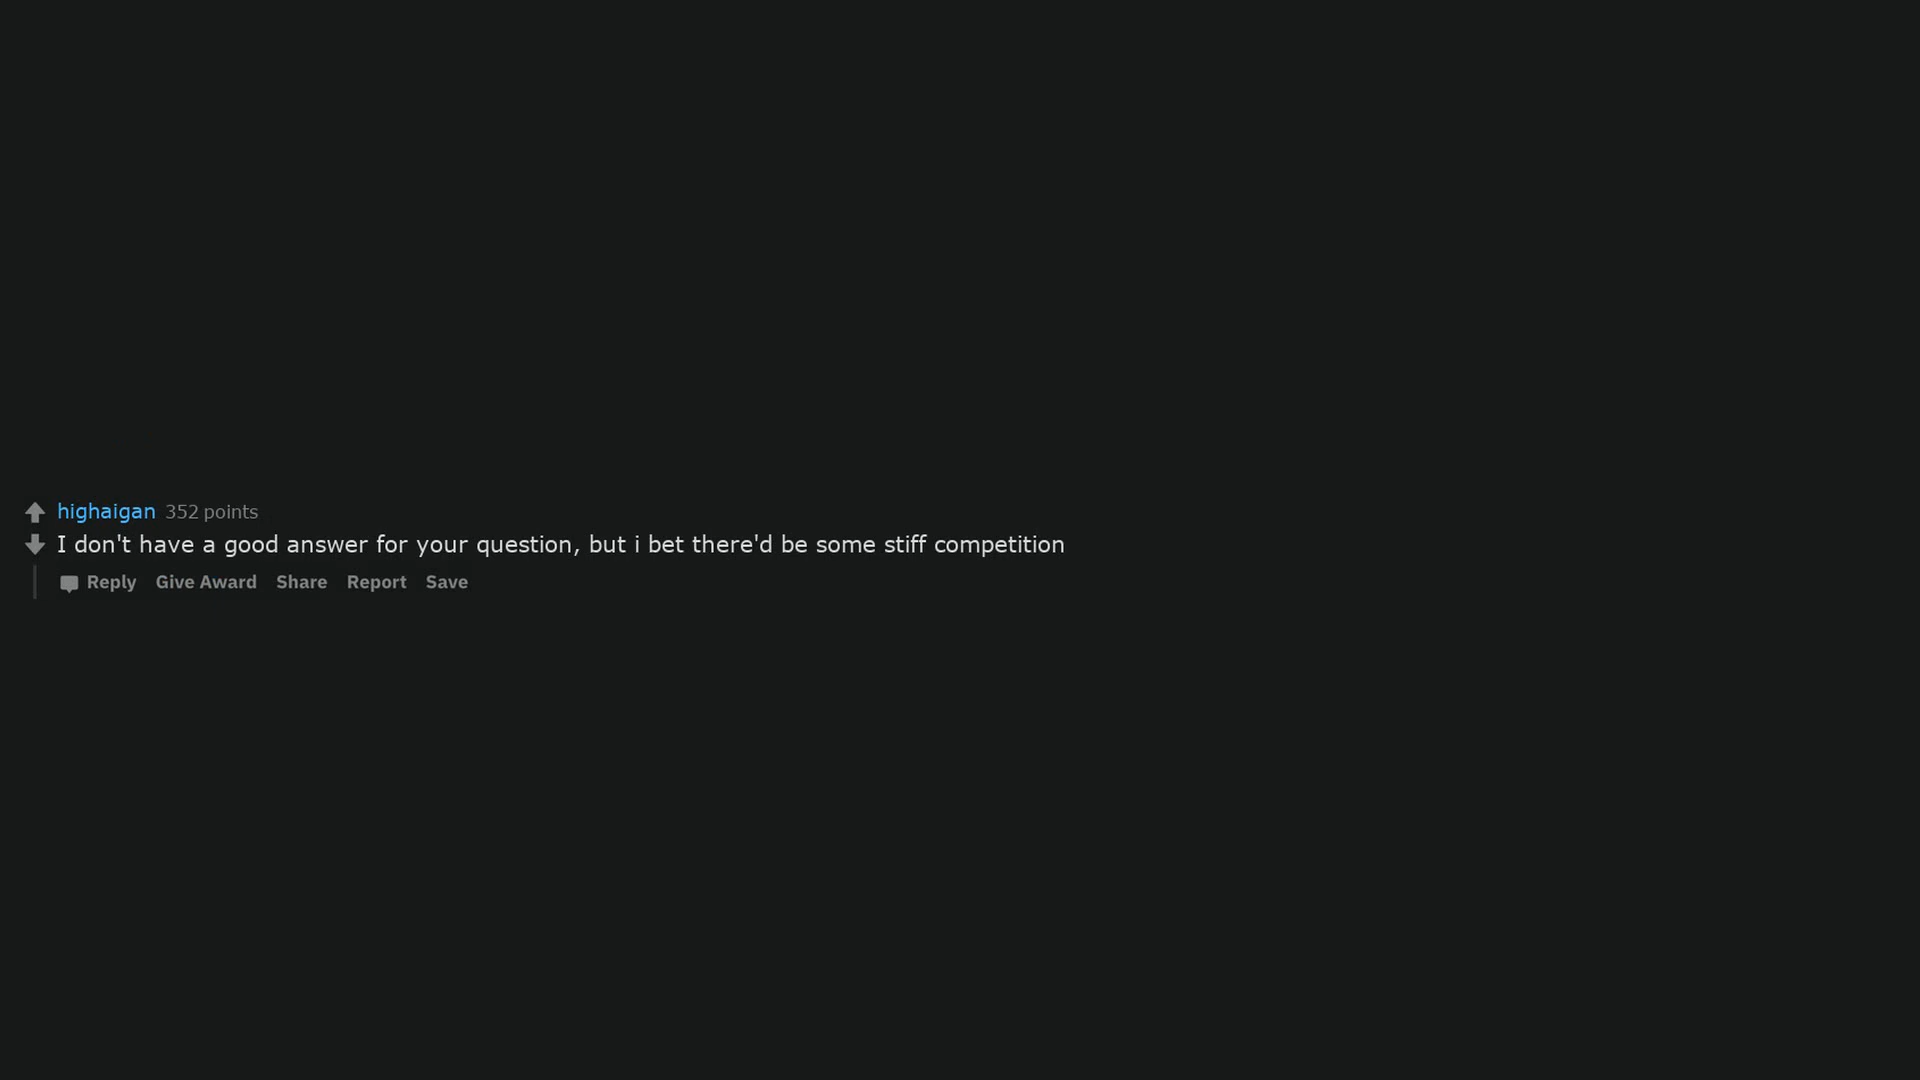 highaigan 352 points
I don't have a good answer for your question, but i bet there'd be some stiff competition
Reply Give Award Share Report Save